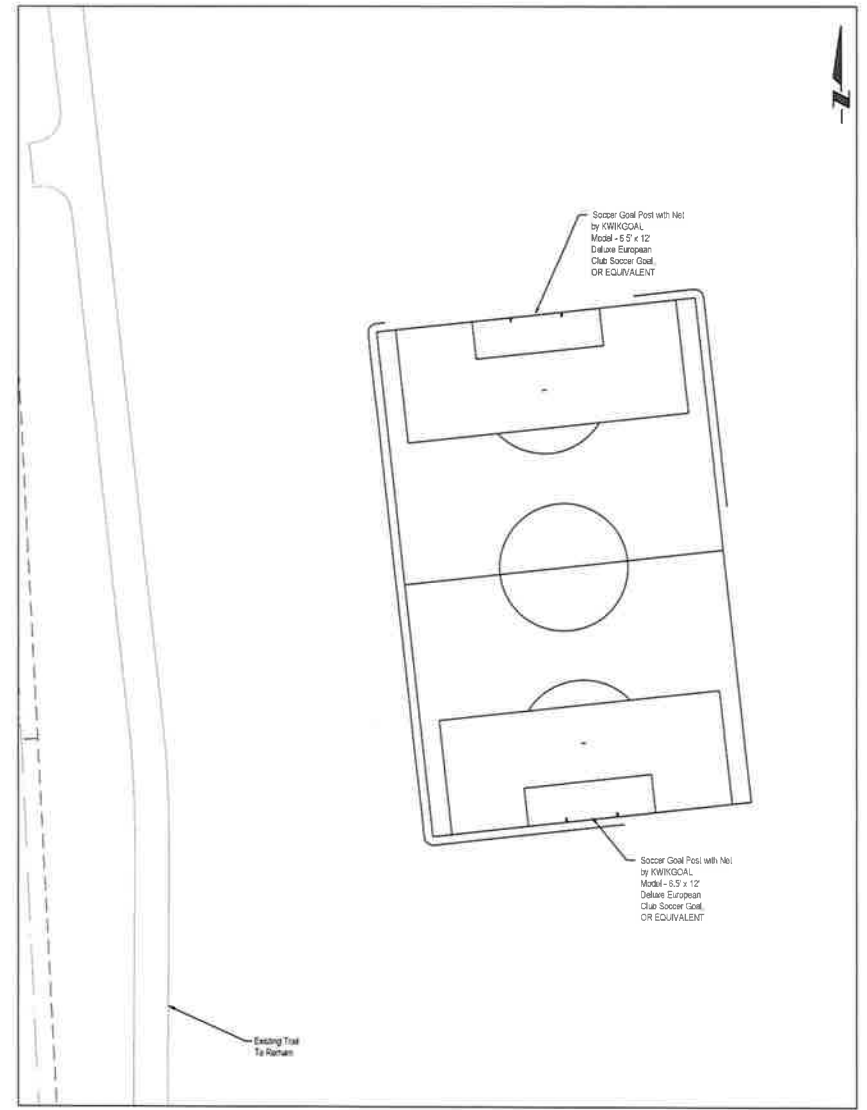 Soccer Goal Post with Net
by KWIKGOAL
Model - 6.5' x 12'
Deluxe European
Club Soccer Goal,
OR EQUIVALENT
Soccer Goal Post with Net
by KWIKGOAL
Model - 6.5' x 12'
Deluxe European
Club Soccer Goal,
OR EQUIVALENT
Existing Trail
To Remain